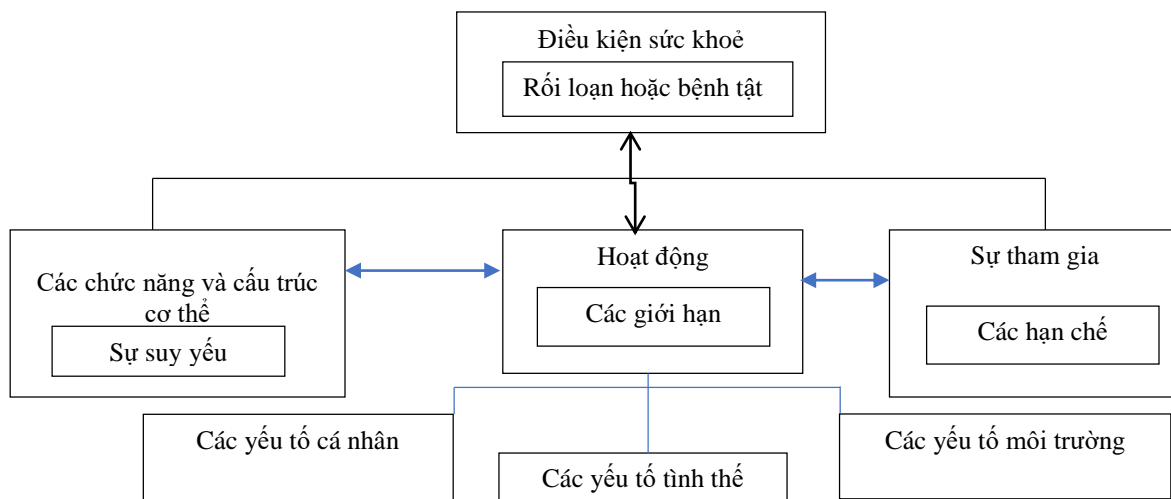 Điều kiện sức khoẻ
Rối loạn hoặc bệnh tật
Các chức năng và cấu trúc
cơ thể
Sự suy yếu
Hoạt động
Các giới hạn
Sự tham gia
Các hạn chế
Các yếu tố cá nhân
Các yếu tố tình thế
Các yếu tố môi trường